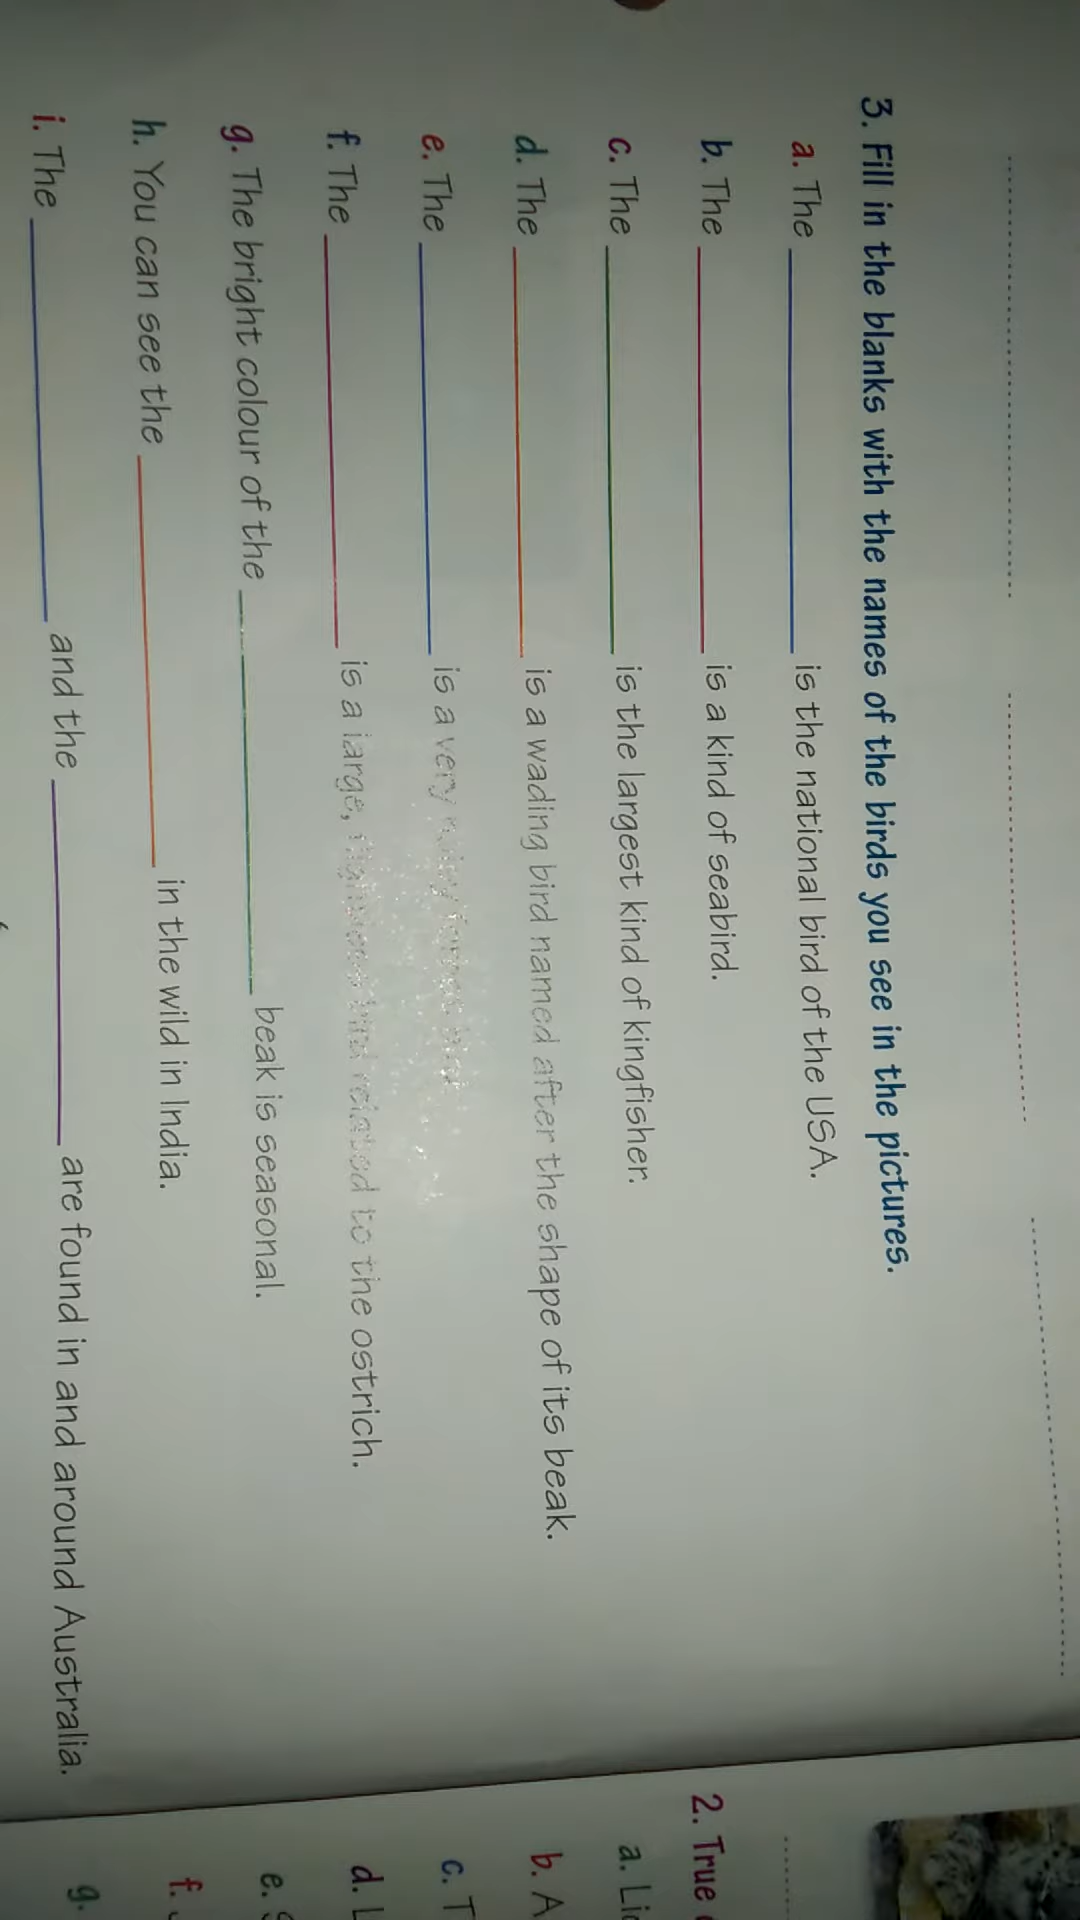 3. Fill in the blanks with the names of the birds you see in the pictures.
a. The is the national bird of the USA.
b. The is a kind of seabird.
c. The is the largest kind of kingfisher.
d. The is a wading bird named after the shape of its beak.
e. The is a very
f. The is a large, related to the ostrich.
g. The bright colour of the beak is seasonal.
h. You can see the in the wild in India.
i. The and the are found in and around Australia.
2. True
a.
b. A
c. T
d. L
e.
f.
g.